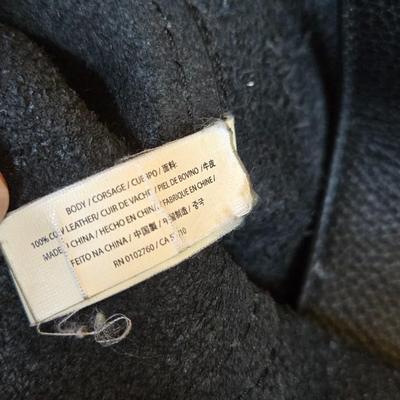 BODY / CORSAGE / CUERPO / 面料:
100% COW LEATHER/ CUIR DE VACHE / PIEL DE BOVINO / 牛皮
MADE IN CHINA / HECHO EN CHINA / FABRIQUE EN CHINE /
FEITO NA CHINA / 中国製 / 中國製造 / 중국
RN 0102760 / CA